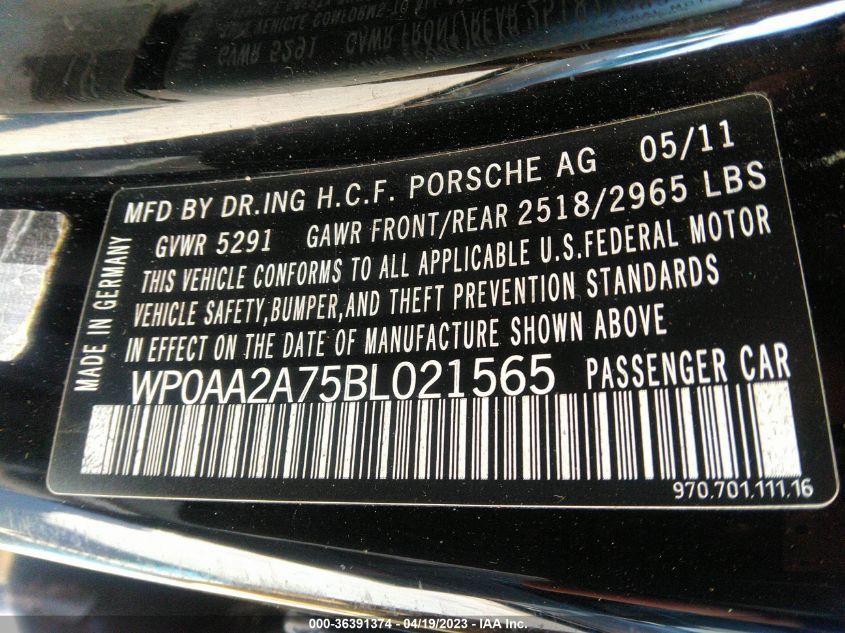 MFD BY DR.ING H.C.F. PORSCHE AG 05/11
GVWR 5291 GAWR FRONT/REAR 2518/2965 LBS
THIS VEHICLE CONFORMS TO ALL APPLICABLE U.S.FEDERAL MOTOR
VEHICLE SAFETY,BUMPER,AND THEFT PREVENTION STANDARDS
IN EFFECT ON THE DATE OF MANUFACTURE SHOWN ABOVE
WP0AA2A75BL021565 PASSENGER CAR
MADE IN GERMANY
970.701.111.16
000-36391374 - 04/19/2023 - IAA Inc.